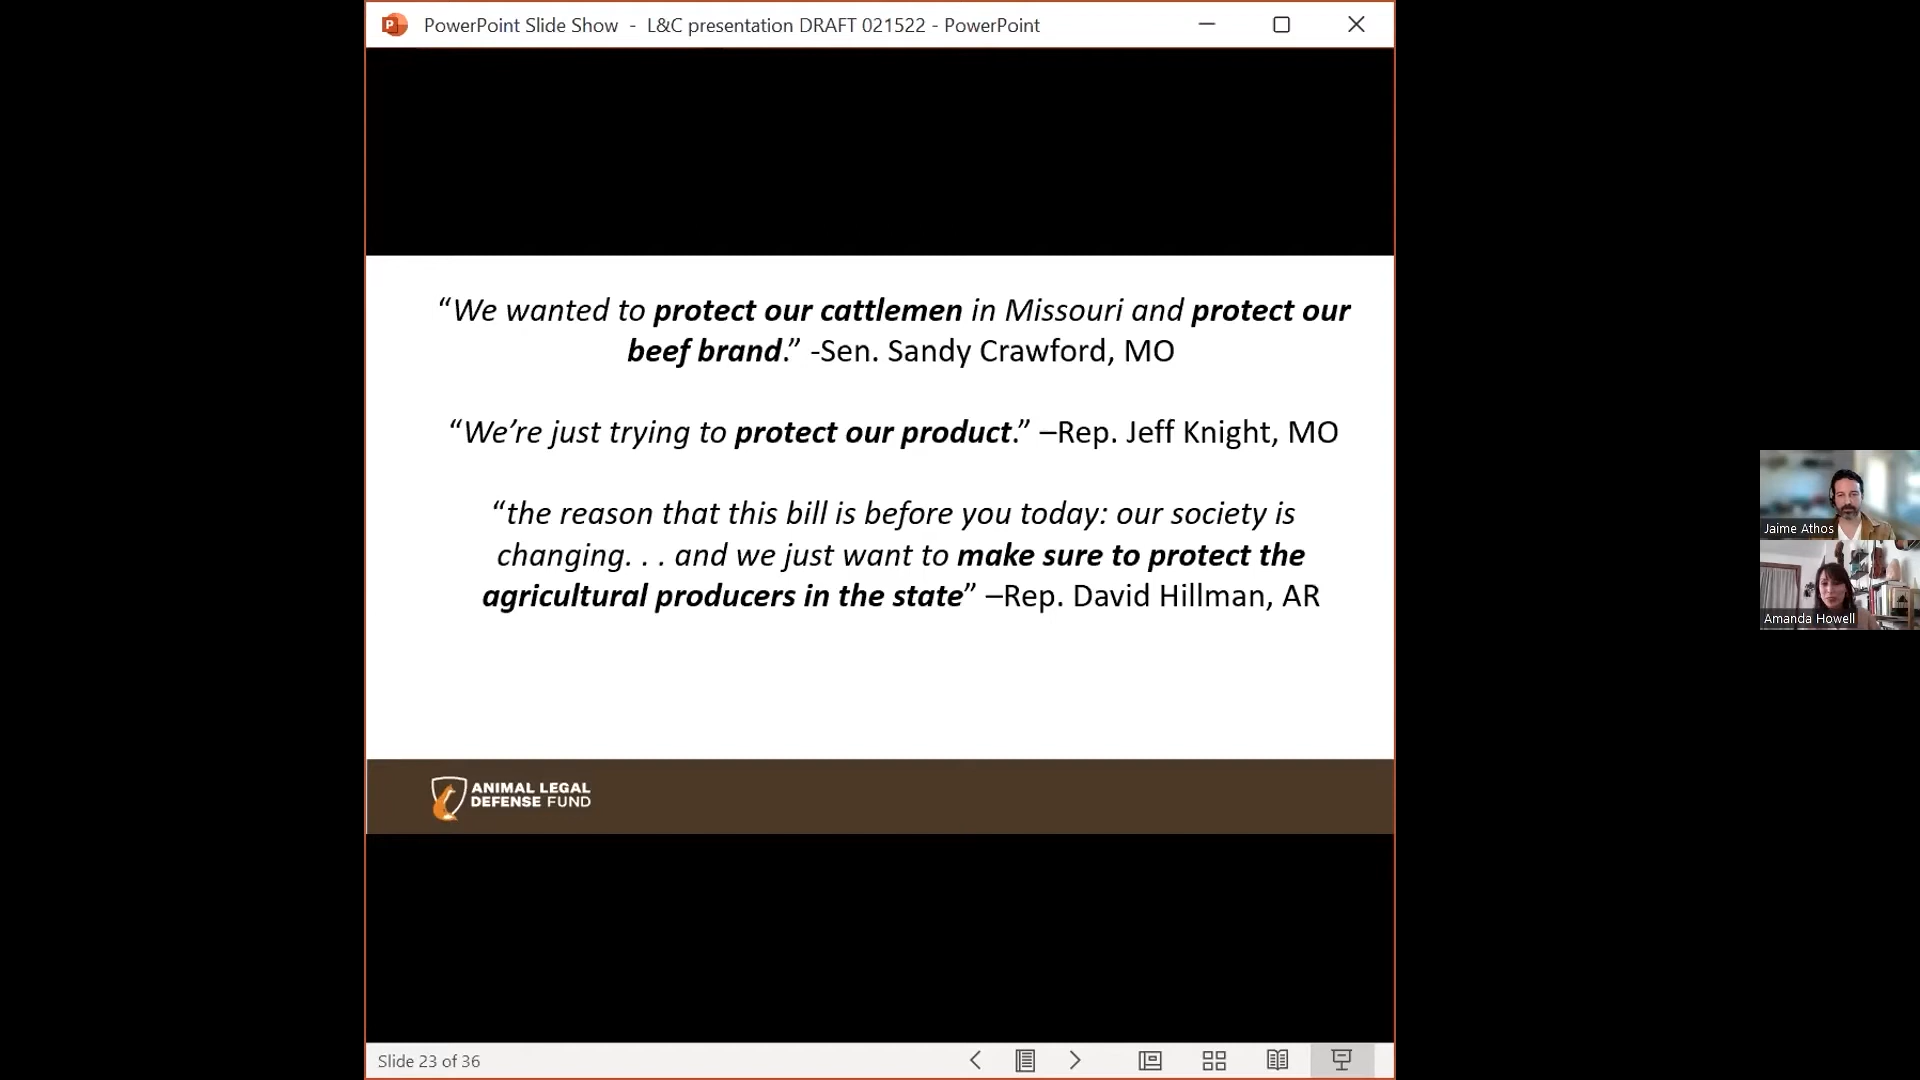 PowerPoint Slide Show - L&C presentation DRAFT 021522 - PowerPoint
“We wanted to protect our cattlemen in Missouri and protect our
beef brand.” -Sen. Sandy Crawford, MO
“We’re just trying to protect our product.” –Rep. Jeff Knight, MO
“the reason that this bill is before you today: our society is
changing. . . and we just want to make sure to protect the
agricultural producers in the state” –Rep. David Hillman, AR
ANIMAL LEGAL
DEFENSE FUND
Jaime Athos
Amanda Howell
Slide 23 of 36